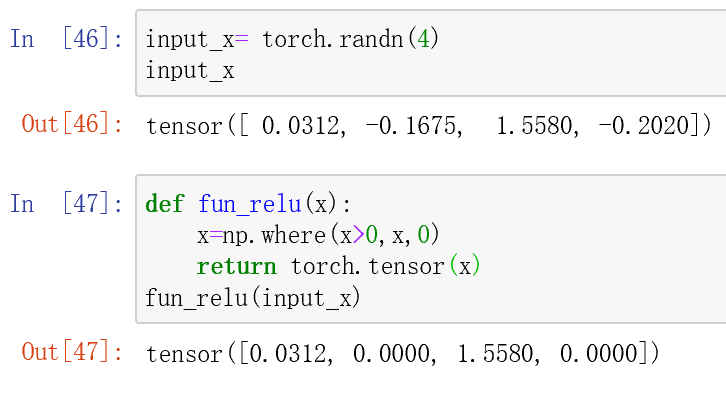 In [46]: input_x= torch.randn(4)
input_x
Out[46]: tensor([ 0.0312, -0.1675,  1.5580, -0.2020])
In [47]: def fun_relu(x):
    x=np.where(x>0,x,0)
    return torch.tensor(x)
fun_relu(input_x)
Out[47]: tensor([0.0312, 0.0000, 1.5580, 0.0000])